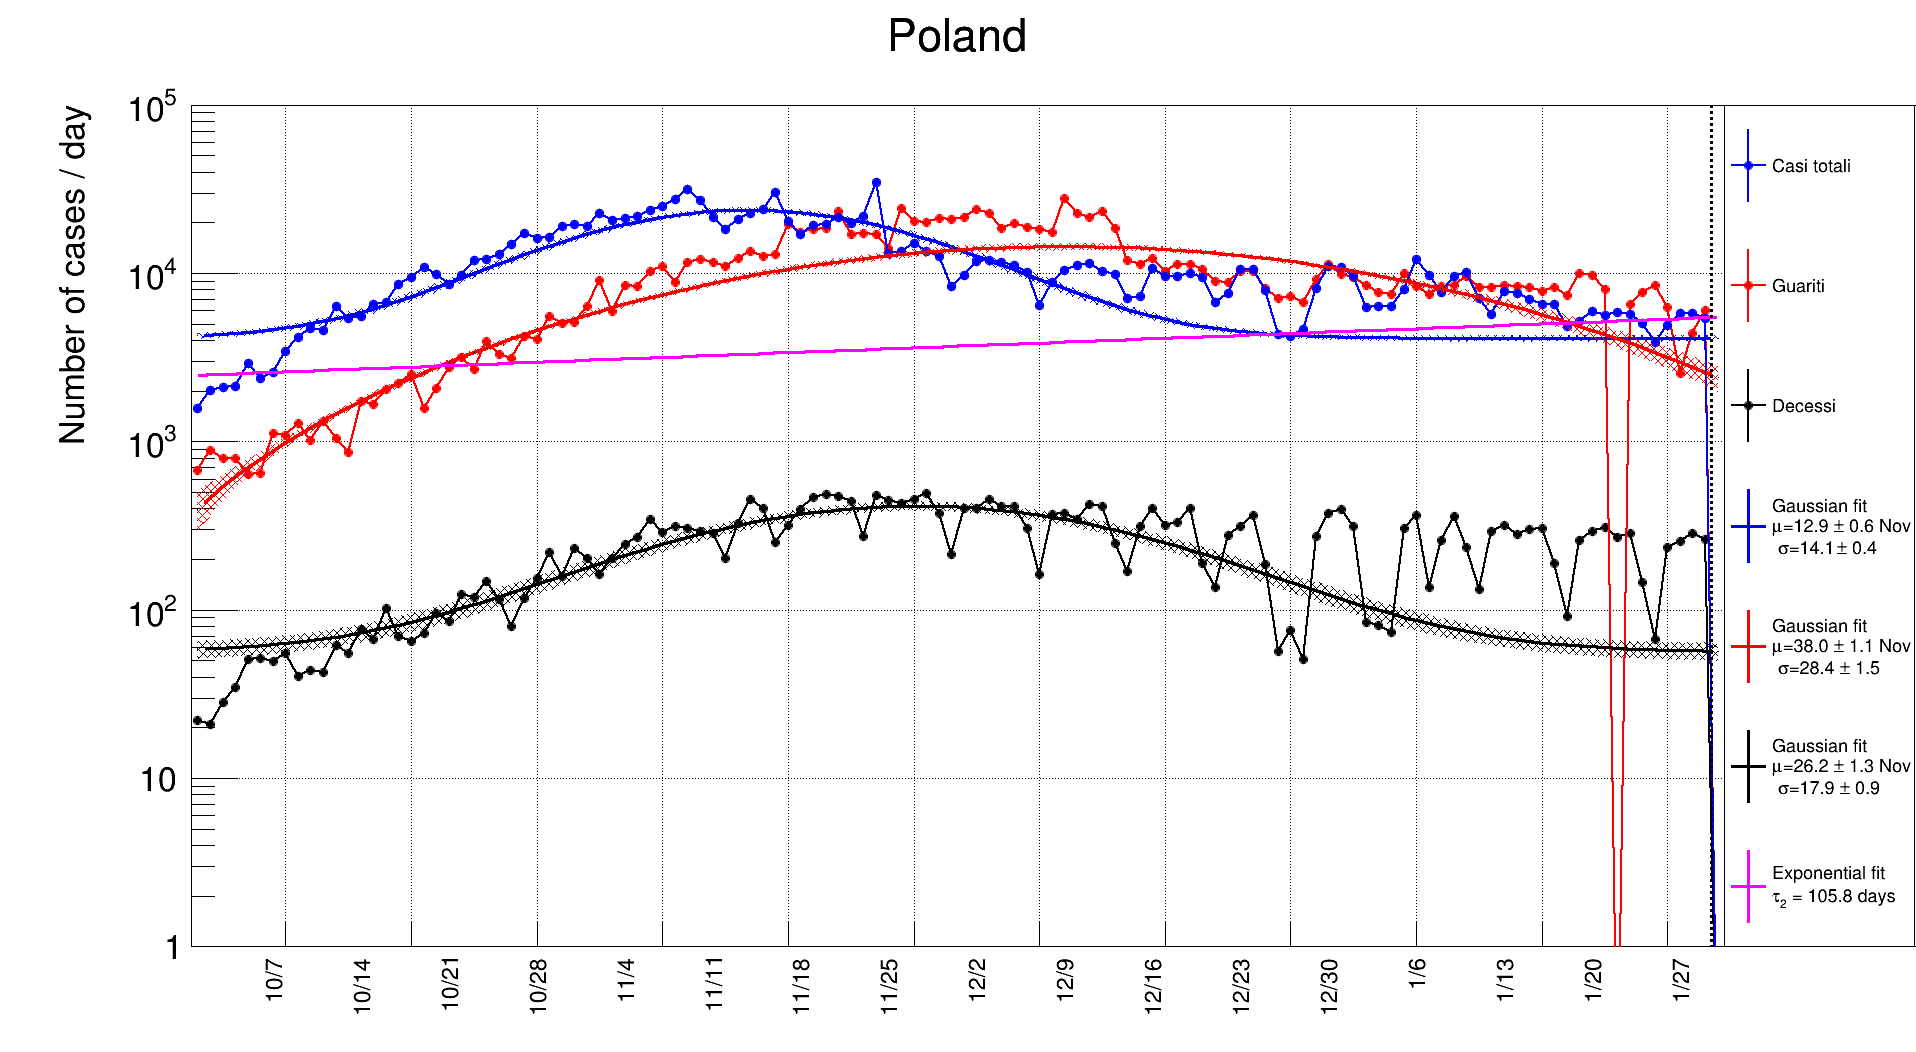 Poland
Number of cases / day
10⁵
10⁴
10³
10²
10
1
10/7
10/14
10/21
10/28
11/4
11/11
11/18
11/25
12/2
12/9
12/16
12/23
12/30
1/6
1/13
1/20
1/27
Casi totali
Guariti
Decessi
Gaussian fit
μ=12.9 ± 0.6 Nov
σ=14.1 ± 0.4
Gaussian fit
μ=38.0 ± 1.1 Nov
σ=28.4 ± 1.5
Gaussian fit
μ=26.2 ± 1.3 Nov
σ=17.9 ± 0.9
Exponential fit
τ₂ = 105.8 days